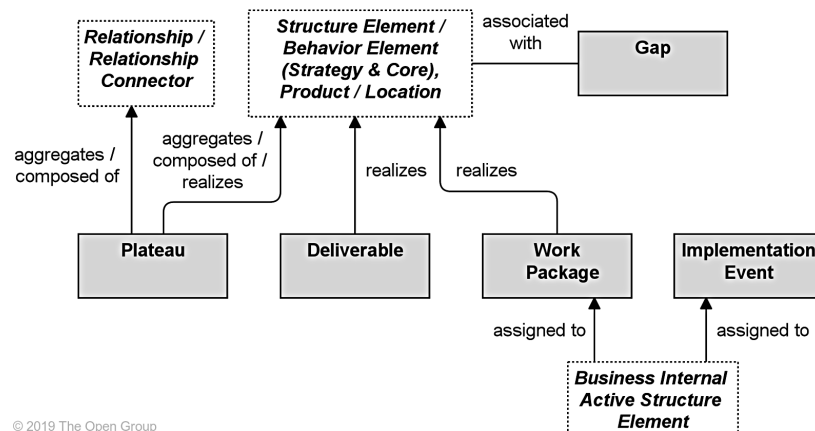 Relationship /
Relationship
Connector
Structure Element /
Behavior Element
(Strategy & Core),
Product / Location
associated
with
Gap
aggregates /
composed of
aggregates /
composed of /
realizes
realizes
realizes
Plateau
Deliverable
Work
Package
Implementation
Event
assigned to
assigned to
Business Internal
Active Structure
Element
© 2019 The Open Group